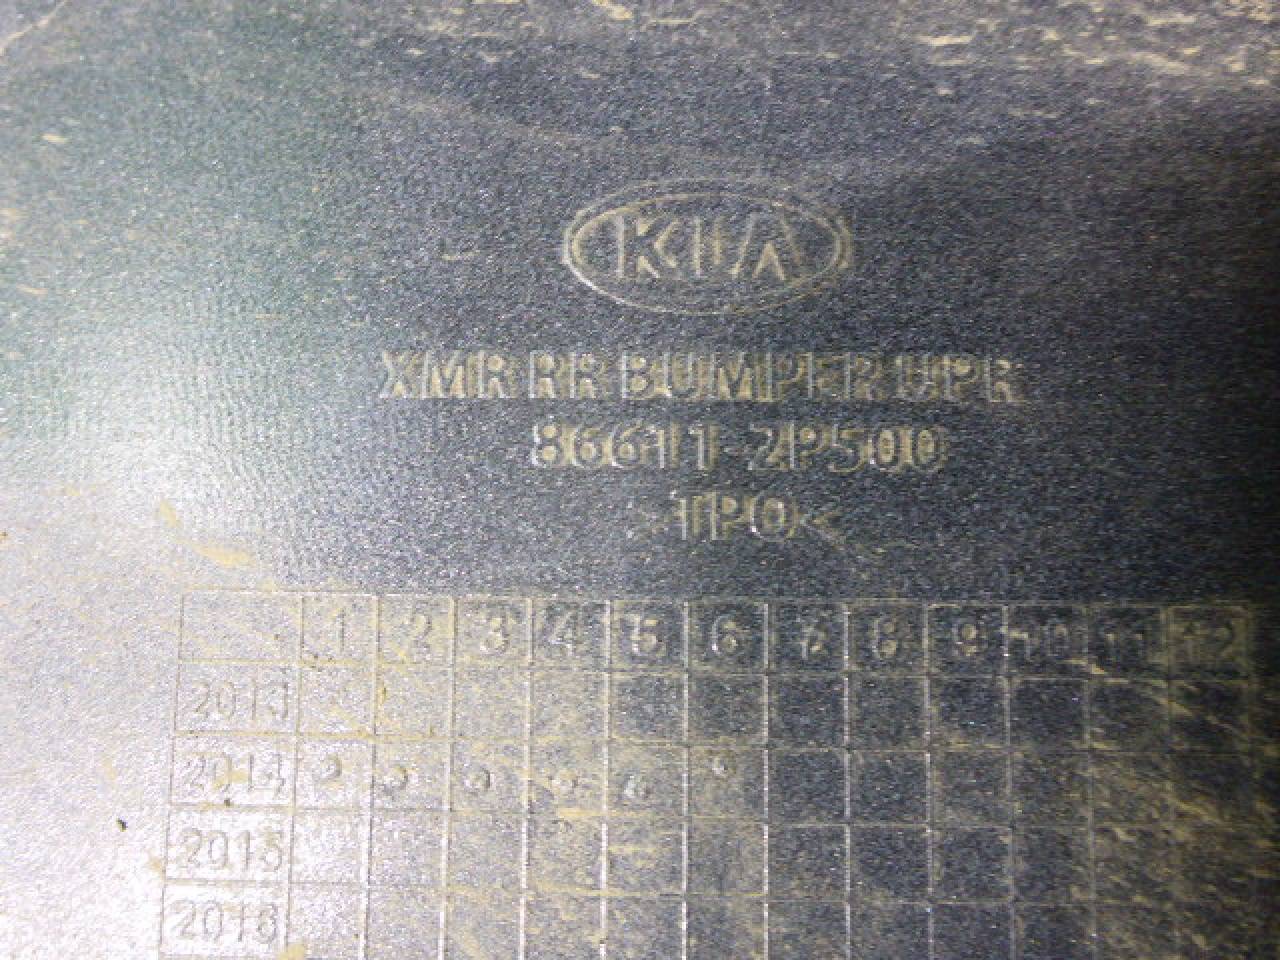 KIA
XMR RR BUMPER UPR
86611-2P500
>TPO<
1 2 3 4 5 6 7 8 9 10 11 12
2013
2014
2015
2016